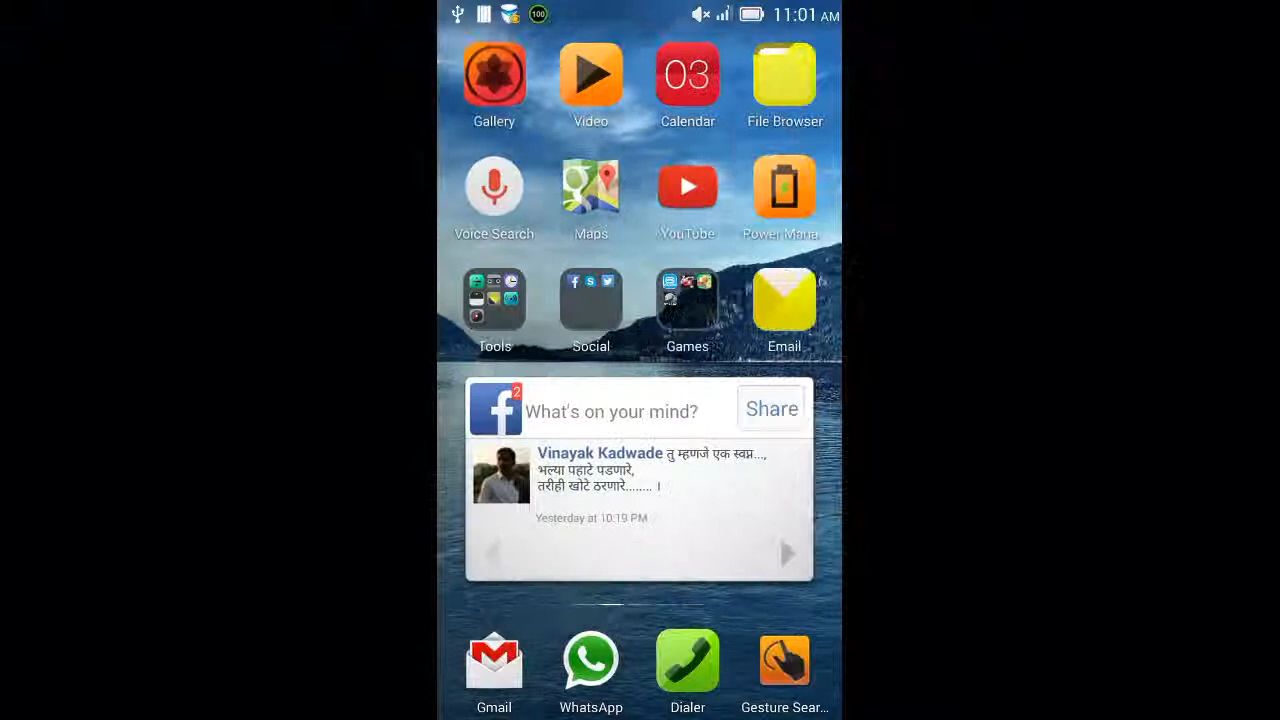 100 11:01 AM
03
Gallery Video Calendar File Browser
Voice Search Maps YouTube Power Mana
Tools Social Games Email
2
What's on your mind? Share
Vinayak Kadwade तु म्हणजे एक स्वप्न...,
भल्या पहाटे पडणारे,
तरीही खोटे ठरणारे........ ।
Yesterday at 10:19 PM
Gmail WhatsApp Dialer Gesture Sear...